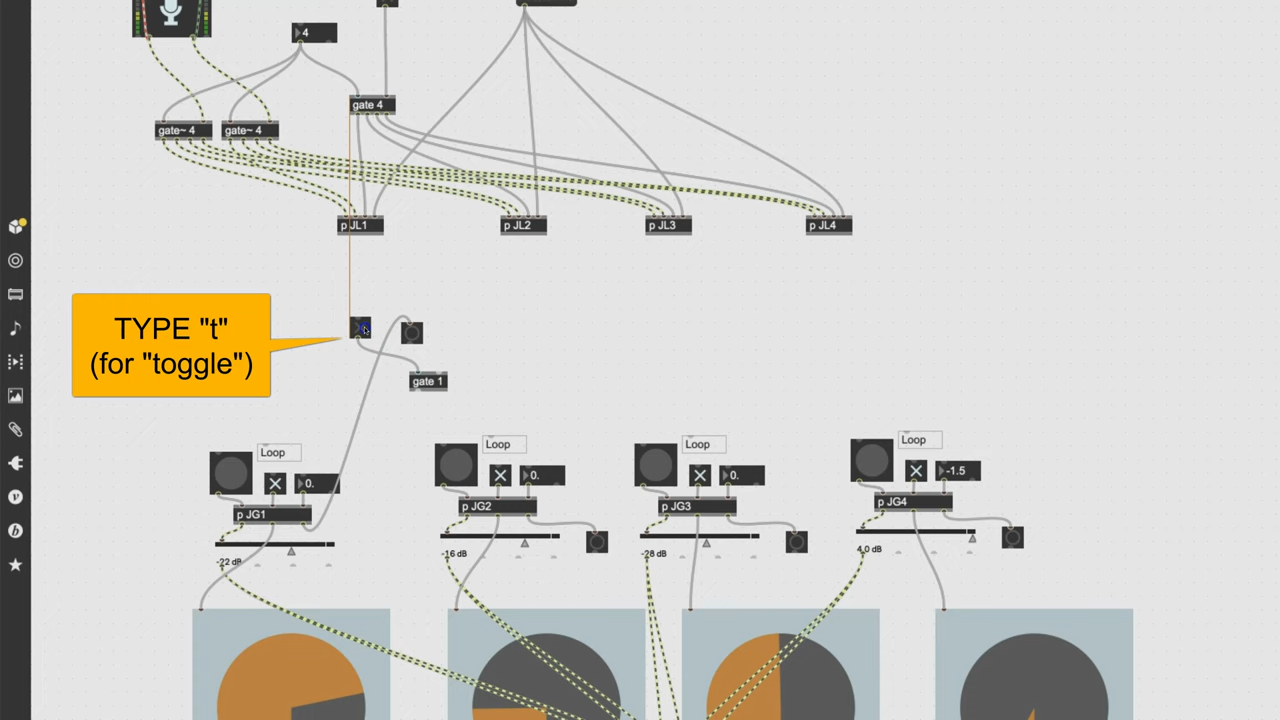 4
gate 4
gate~ 4
gate~ 4
p JL1
p JL2
p JL3
p JL4
TYPE "t"
(for "toggle")
gate 1
Loop
Loop
Loop
Loop
0.
0.
0.
-1.5
p JG1
p JG2
p JG3
p JG4
-22 dB
-16 dB
-28 dB
4.0 dB